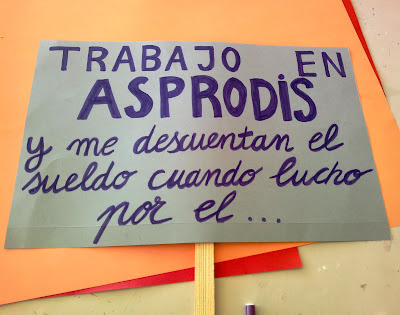 TRABAJO EN
ASPRODiS
y me descuentan el
sueldo cuando lucho
por el ...